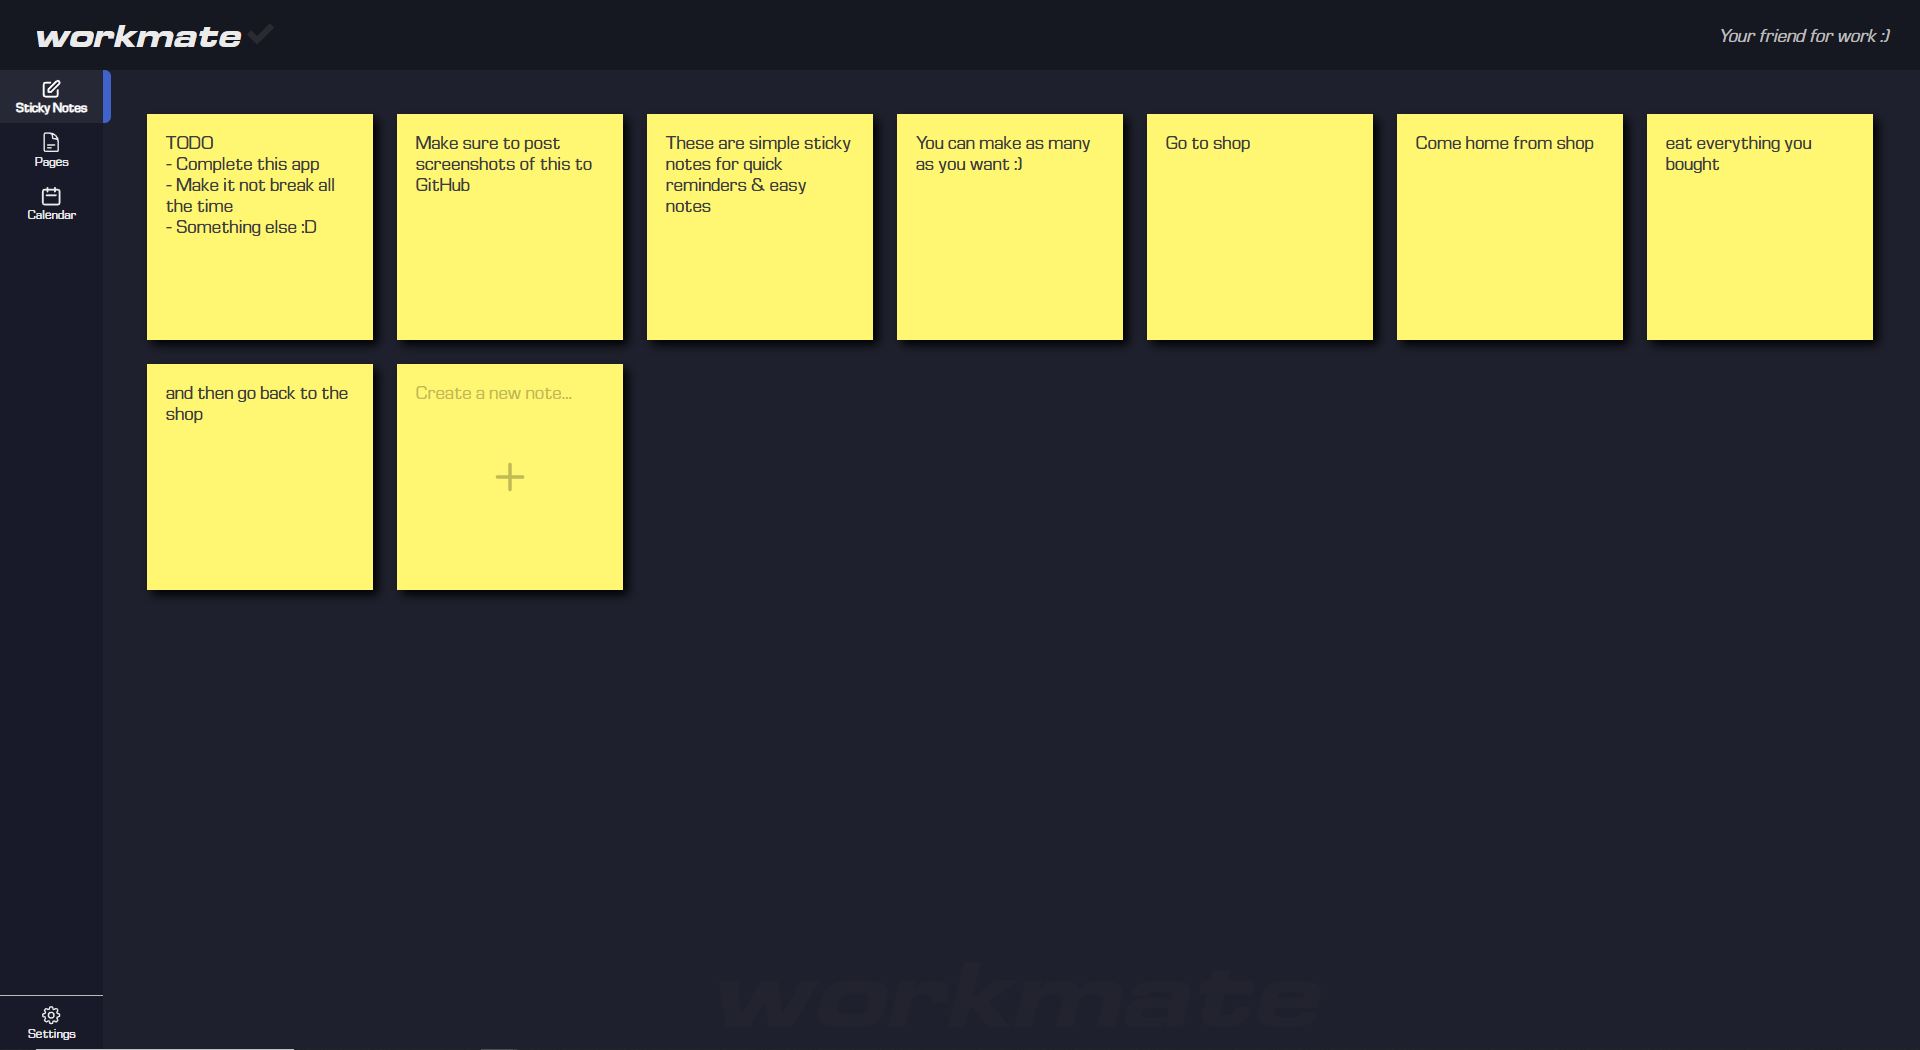 workmate
Your friend for work :)
Sticky Notes
Pages
Calendar
TODO
- Complete this app
- Make it not break all
the time
- Something else :D
Make sure to post
screenshots of this to
GitHub
These are simple sticky
notes for quick
reminders & easy
notes
You can make as many
as you want :)
Go to shop
Come home from shop
eat everything you
bought
and then go back to the
shop
Create a new note...
workmate
Settings